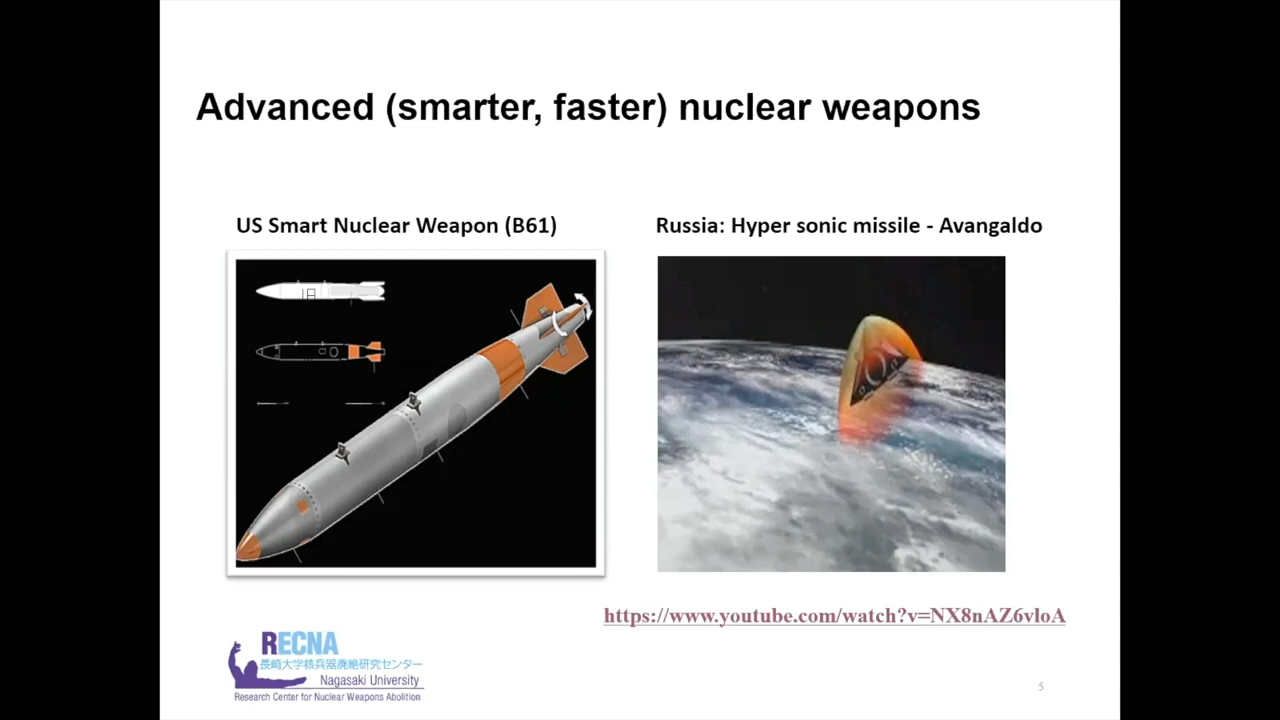 Advanced (smarter, faster) nuclear weapons
US Smart Nuclear Weapon (B61)
Russia: Hyper sonic missile - Avangaldo
https://www.youtube.com/watch?v=NX8nAZ6vloA
RECNA
長崎大学核兵器廃絶研究センター
Nagasaki University
Research Center for Nuclear Weapons Abolition
5